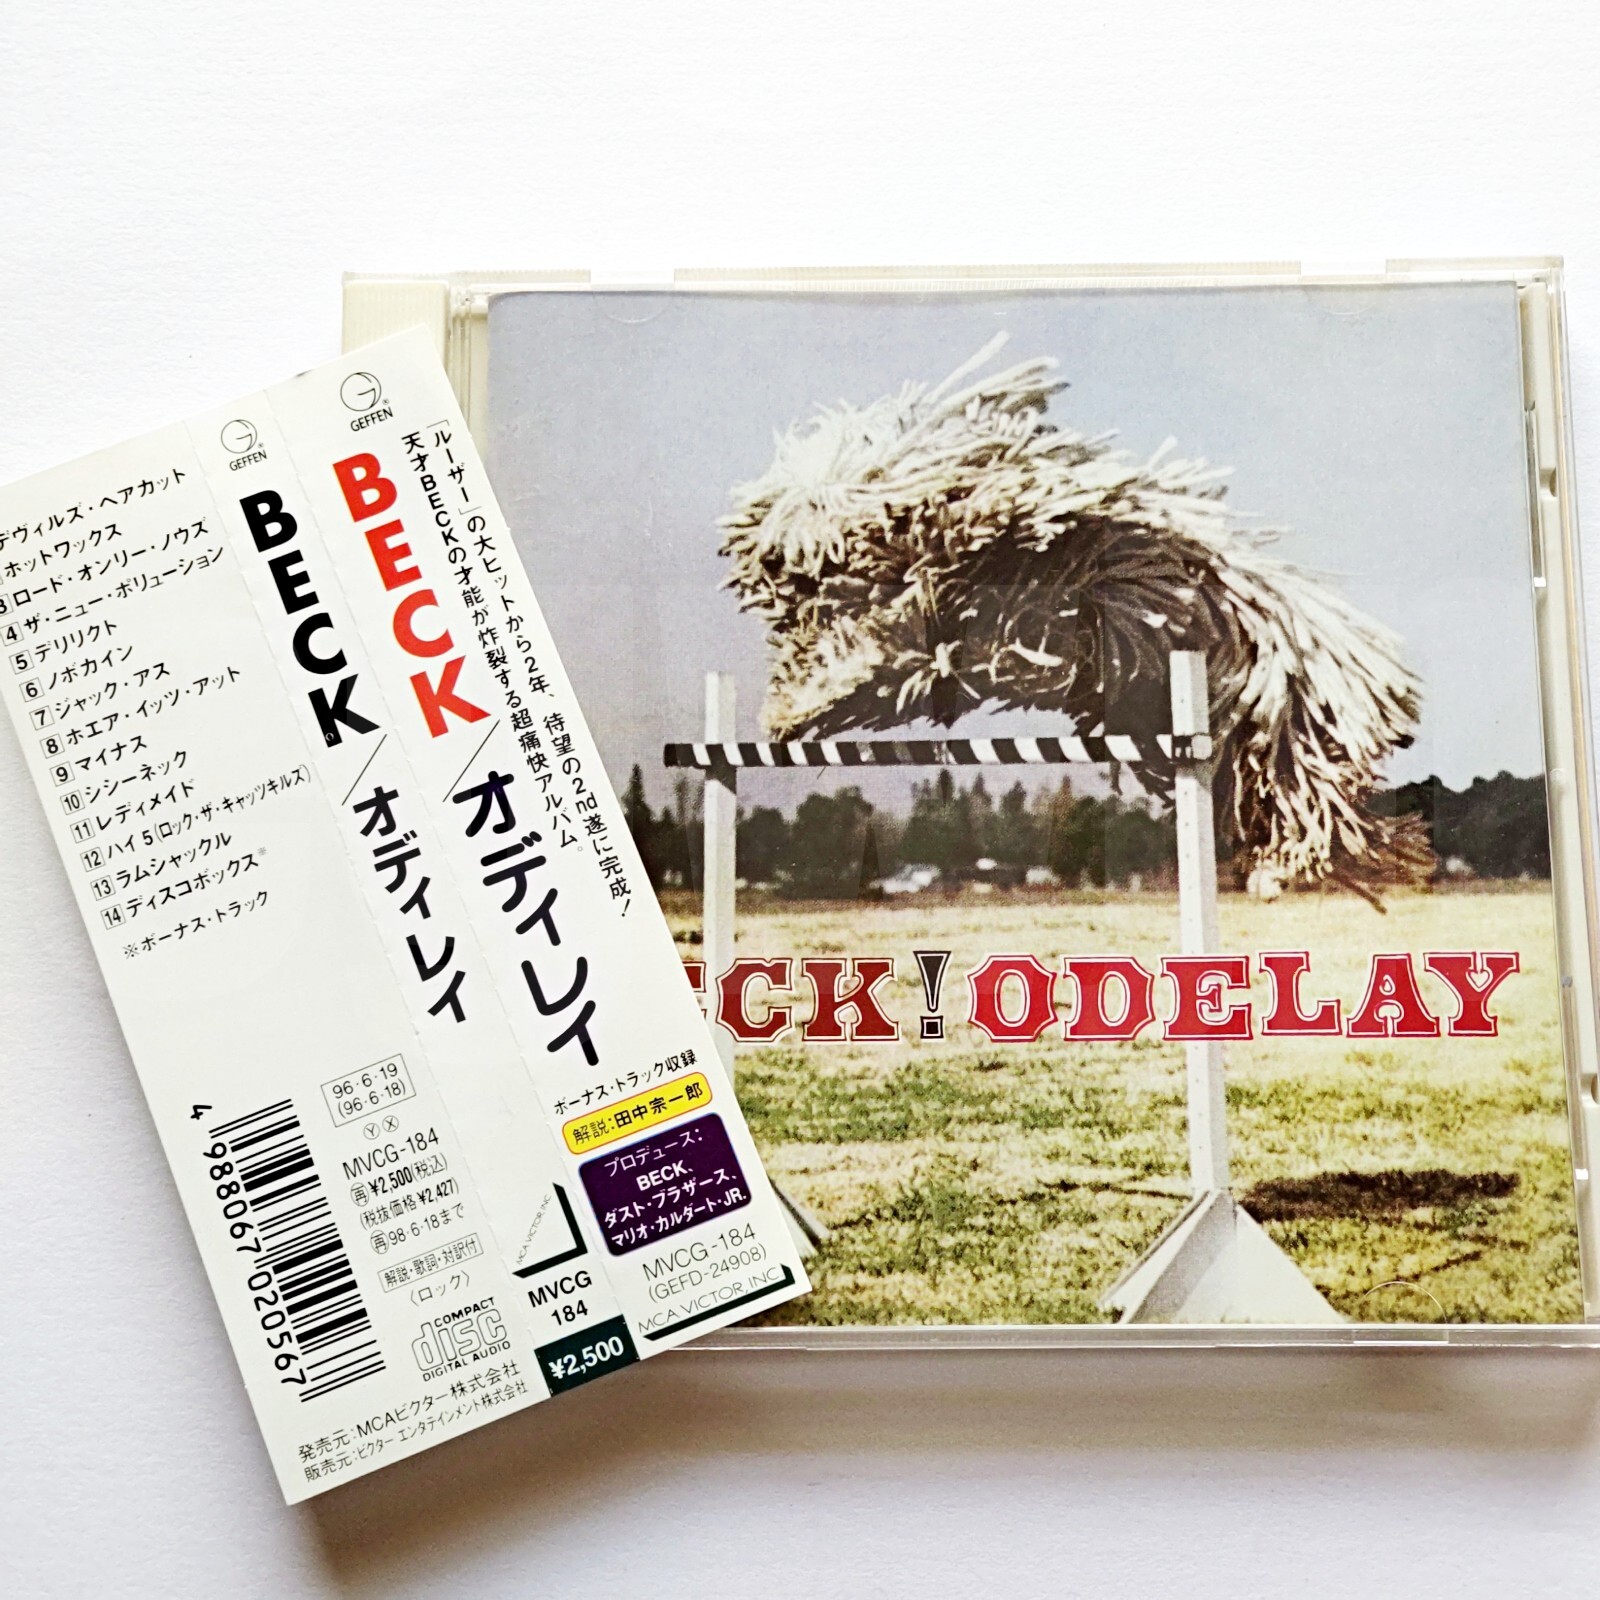 デヴィルズ・ヘアカット
ホットワックス
3 ロード・オンリー・ノウズ
4 ザ・ニュー・ポリューション
5 デリリクト
6 ノボカイン
7 ジャック・アス
8 ホエア・イッツ・アット
9 マイナス
10 シシーネック
11 レディメイド
12 ハイ5(ロック・ザ・キャッツキルズ)
13 ラムシャックル
14 ディスコボックス※
※ボーナス・トラック
4 988067 020567
GEFFEN
BECK/オディレイ
96・6・19
(96・6・18)
Ⓨ Ⓧ
MVCG-184
再¥2,500(税込)
(税抜価格¥2,427)
再98・6・18まで
解説・歌詞・対訳付
〈ロック〉
COMPACT
disc
DIGITAL AUDIO
発売元:MCAビクター株式会社
販売元:ビクター エンタテインメント株式会社
GEFFEN®
BECK/オディレイ
MCA VICTOR, INC.
MVCG
184
¥2,500
「ルーザー」の大ヒットから2年、待望の2nd遂に完成!
天才BECKの才能が炸裂する超痛快アルバム。
ボーナス・トラック収録
解説:田中宗一郎
プロデュース:
BECK、
ダスト・ブラザース、
マリオ・カルダート・JR.
MVCG-184
(GEFD-24908)
MCA VICTOR, INC.
ECK! ODELAY